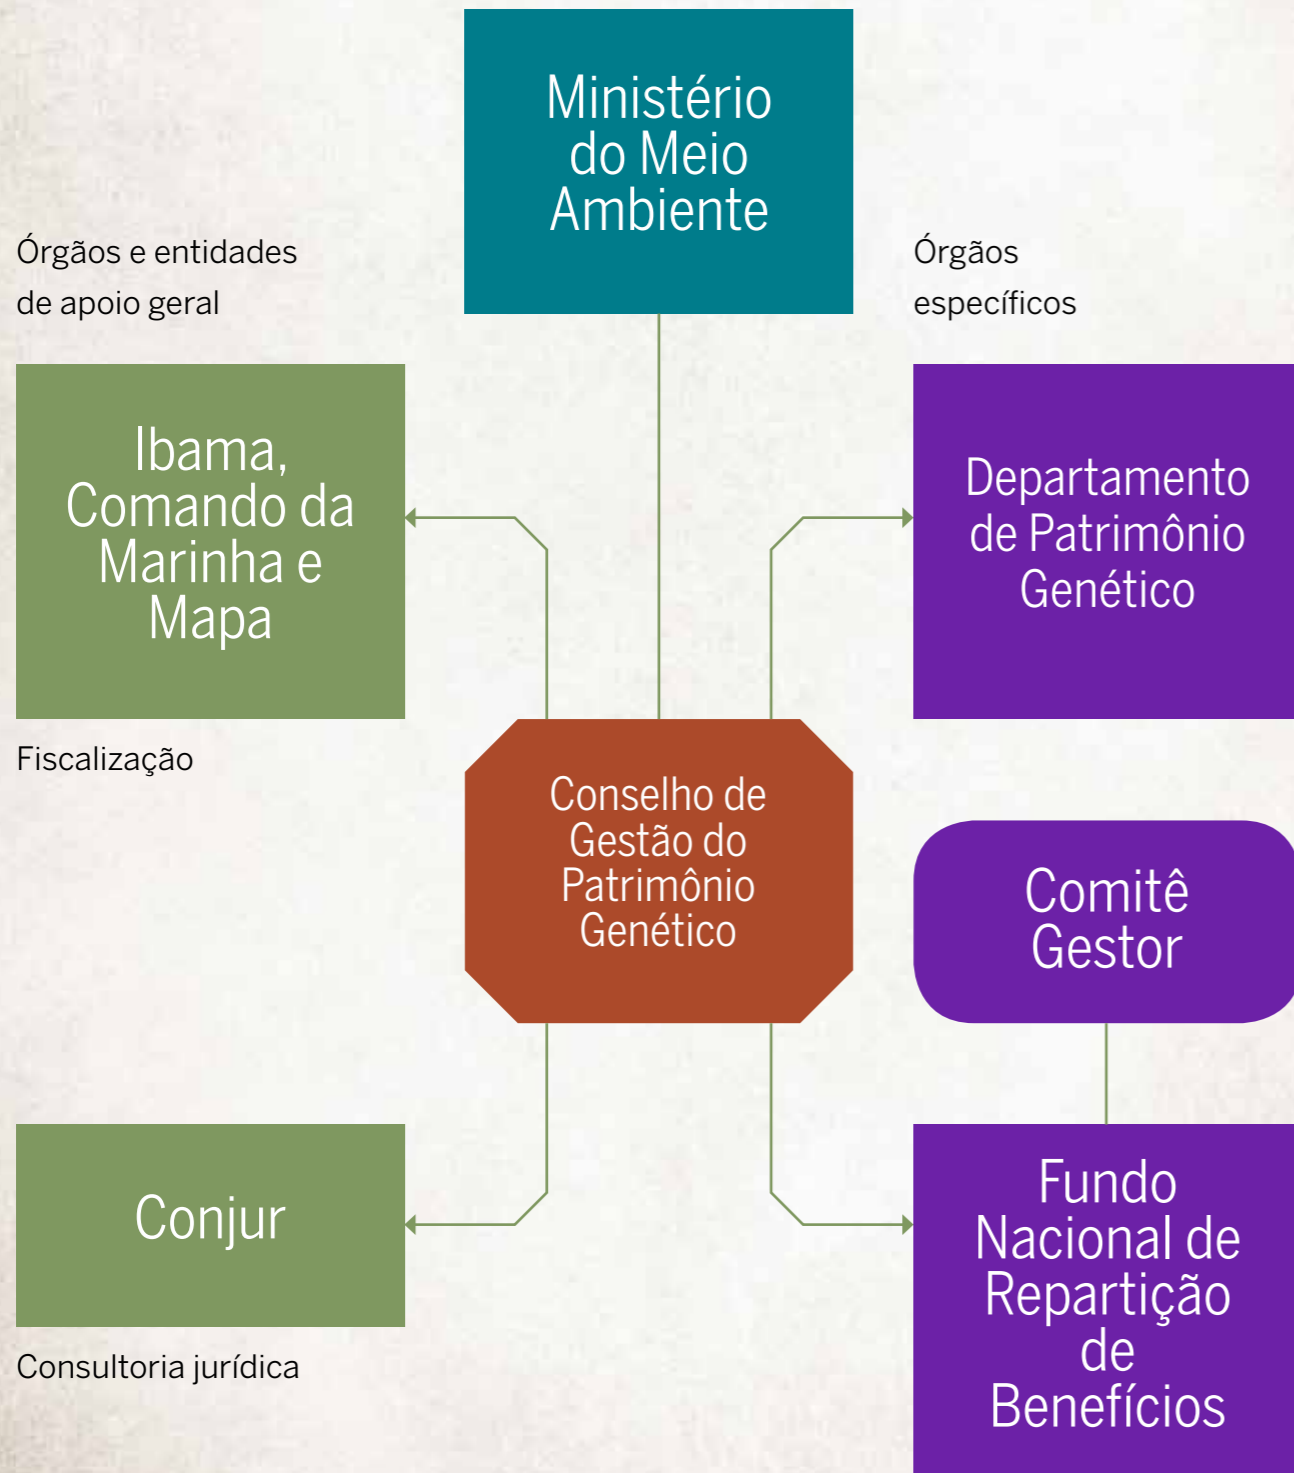 Ministério
do Meio
Ambiente
Órgãos e entidades
de apoio geral
Órgãos
específicos
Ibama,
Comando da
Marinha e
Mapa
Departamento
de Patrimônio
Genético
Fiscalização
Conselho de
Gestão do
Patrimônio
Genético
Comitê
Gestor
Conjur
Fundo
Nacional de
Repartição
de
Benefícios
Consultoria jurídica